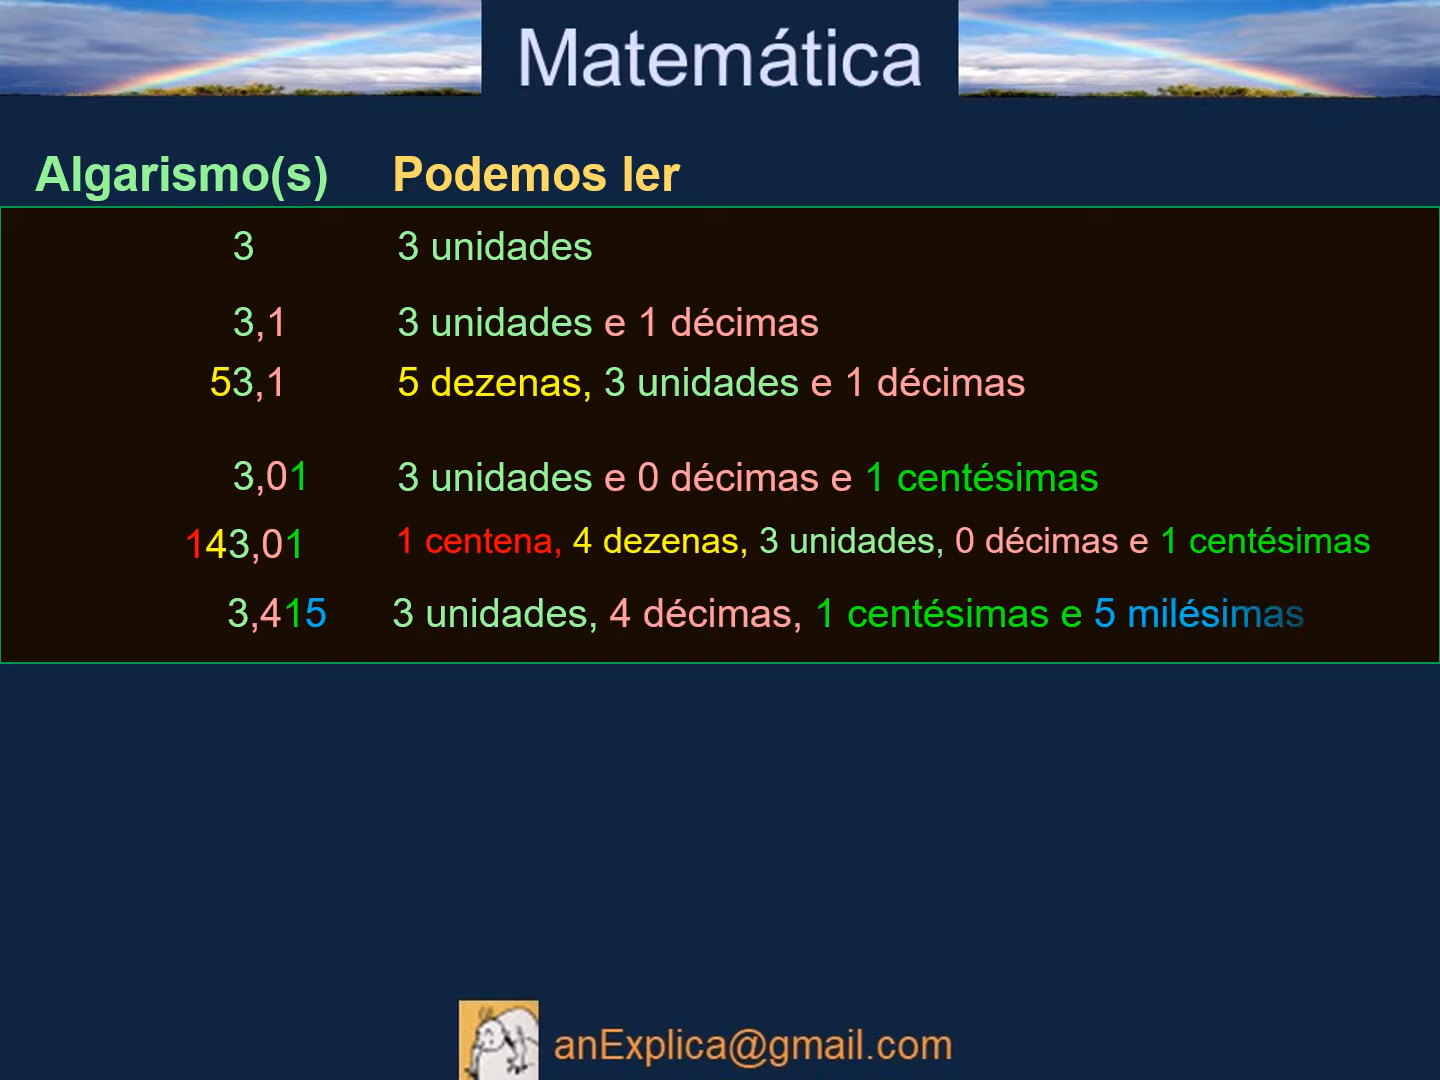 Matemática
Algarismo(s) Podemos ler
3 3 unidades
3,1 3 unidades e 1 décimas
53,1 5 dezenas, 3 unidades e 1 décimas
3,01 3 unidades e 0 décimas e 1 centésimas
143,01 1 centena, 4 dezenas, 3 unidades, 0 décimas e 1 centésimas
3,415 3 unidades, 4 décimas, 1 centésimas e 5 milésimas
anExplica@gmail.com